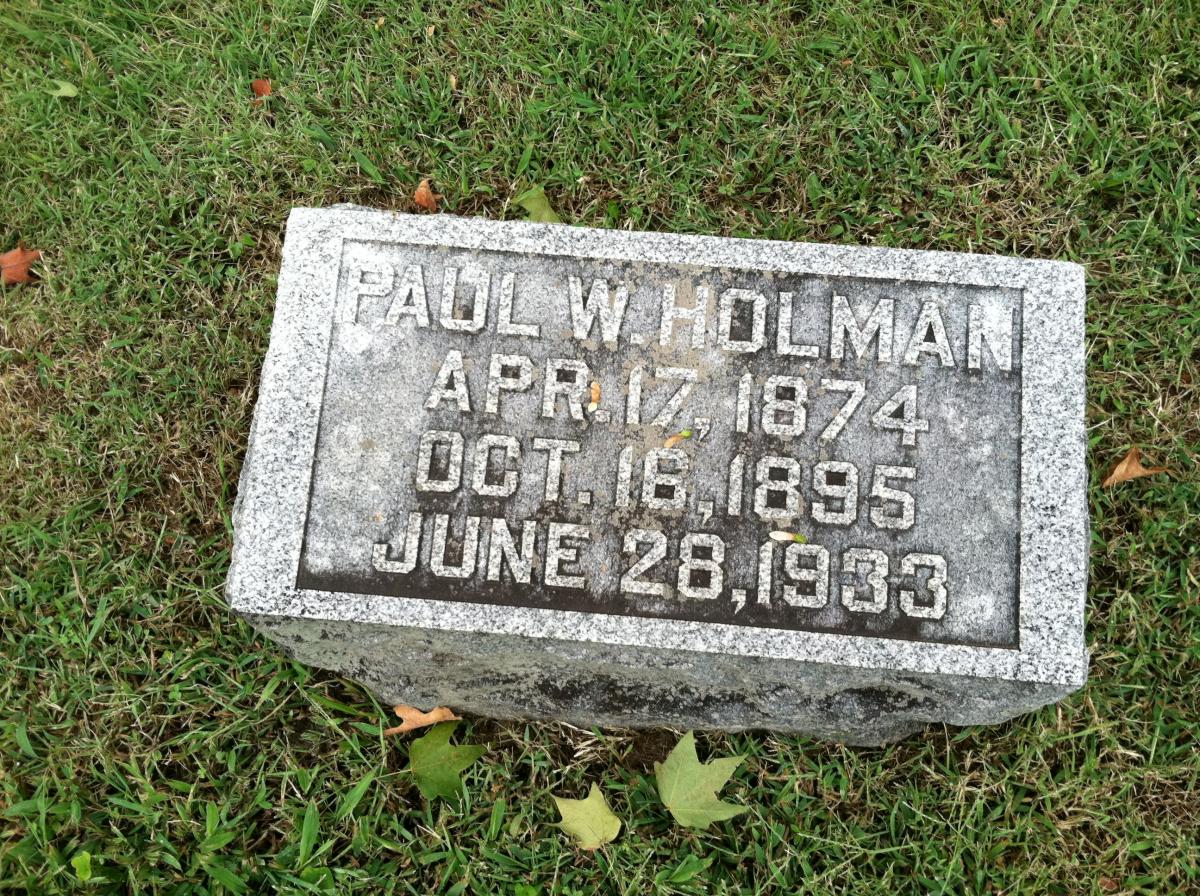 PAUL W. HOLMAN
APR. 17, 1874
OCT. 16, 1895
JUNE 28, 1933